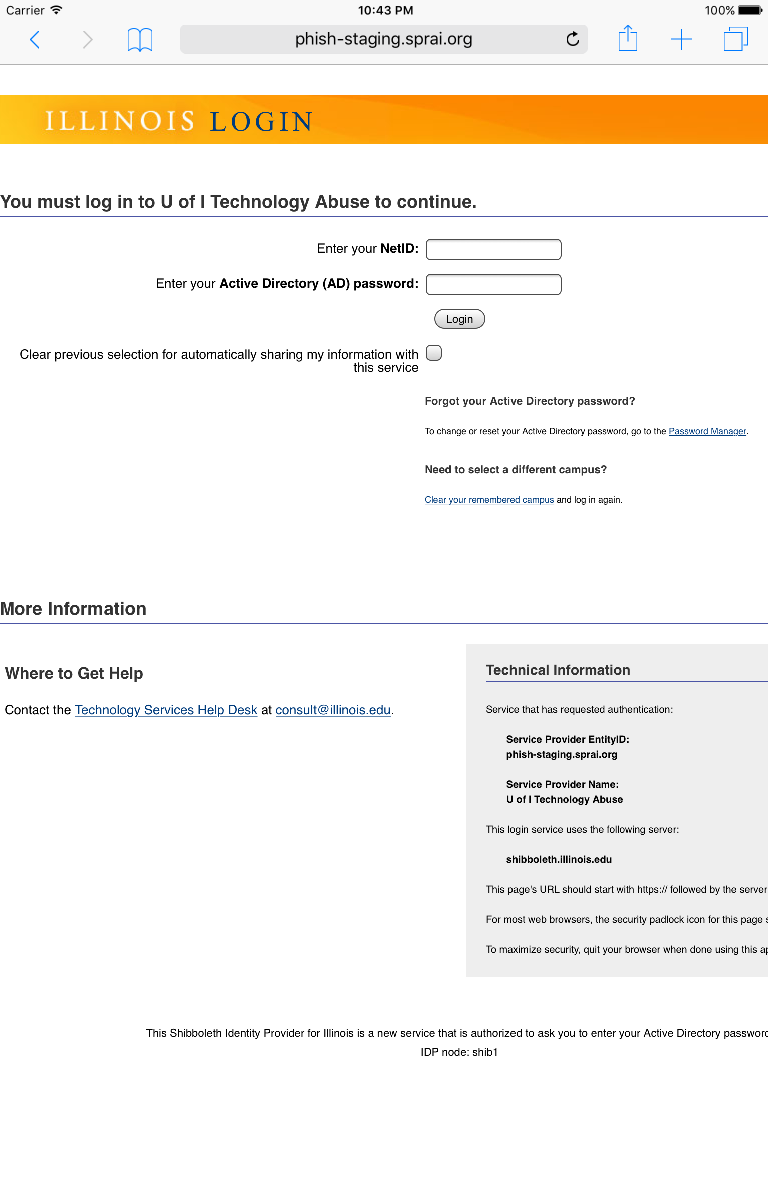 Carrier 10:43 PM 100%
phish-staging.sprai.org
ILLINOIS LOGIN
You must log in to U of I Technology Abuse to continue.
Enter your NetID:
Enter your Active Directory (AD) password:
Login
Clear previous selection for automatically sharing my information with
this service
Forgot your Active Directory password?
To change or reset your Active Directory password, go to the Password Manager.
Need to select a different campus?
Clear your remembered campus and log in again.
More Information
Where to Get Help
Contact the Technology Services Help Desk at consult@illinois.edu.
Technical Information
Service that has requested authentication:
Service Provider EntityID:
phish-staging.sprai.org
Service Provider Name:
U of I Technology Abuse
This login service uses the following server:
shibboleth.illinois.edu
This page's URL should start with https:// followed by the server
For most web browsers, the security padlock icon for this page s
To maximize security, quit your browser when done using this ap
This Shibboleth Identity Provider for Illinois is a new service that is authorized to ask you to enter your Active Directory password
IDP node: shib1